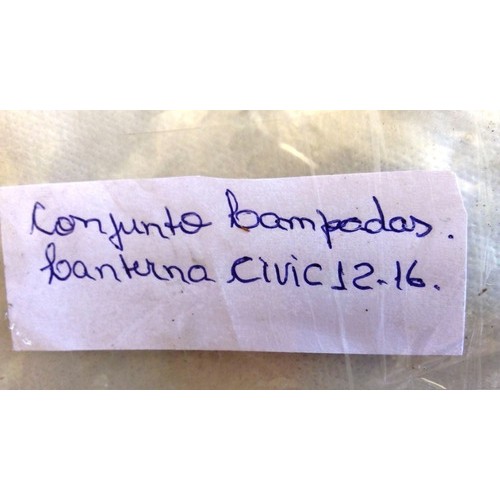 Conjunto Lampadas.
Lanterna Civic 12-16.